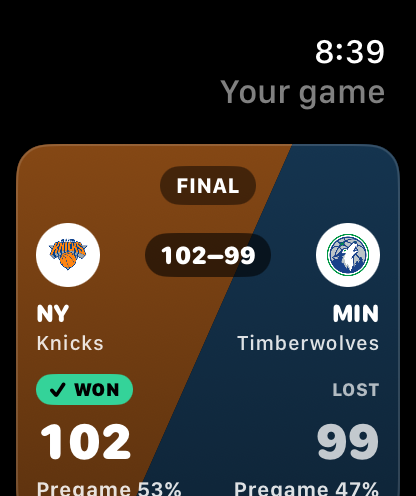 8:39
Your game
FINAL
102–99
NY
Knicks
MIN
Timberwolves
WON
LOST
102
99
Pregame 53%
Pregame 47%